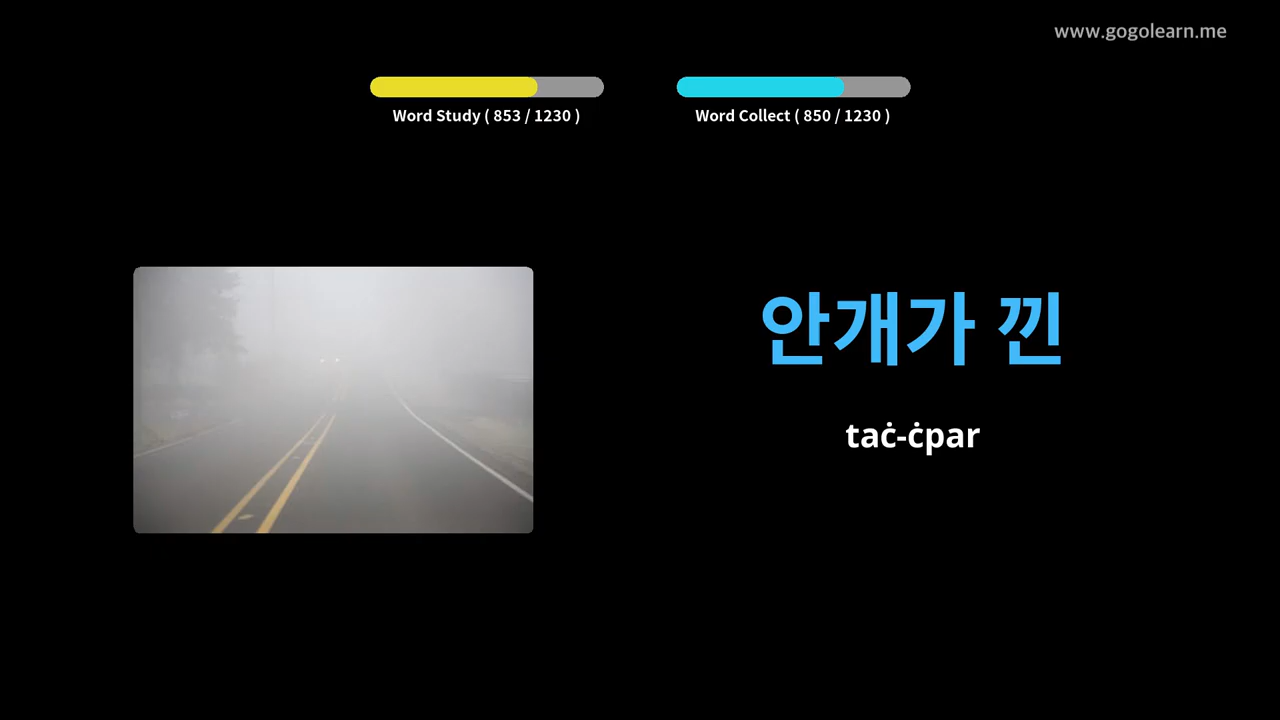 www.gogolearn.me
Word Study ( 853 / 1230 )
Word Collect ( 850 / 1230 )
안개가 낀
taċ-ċpar